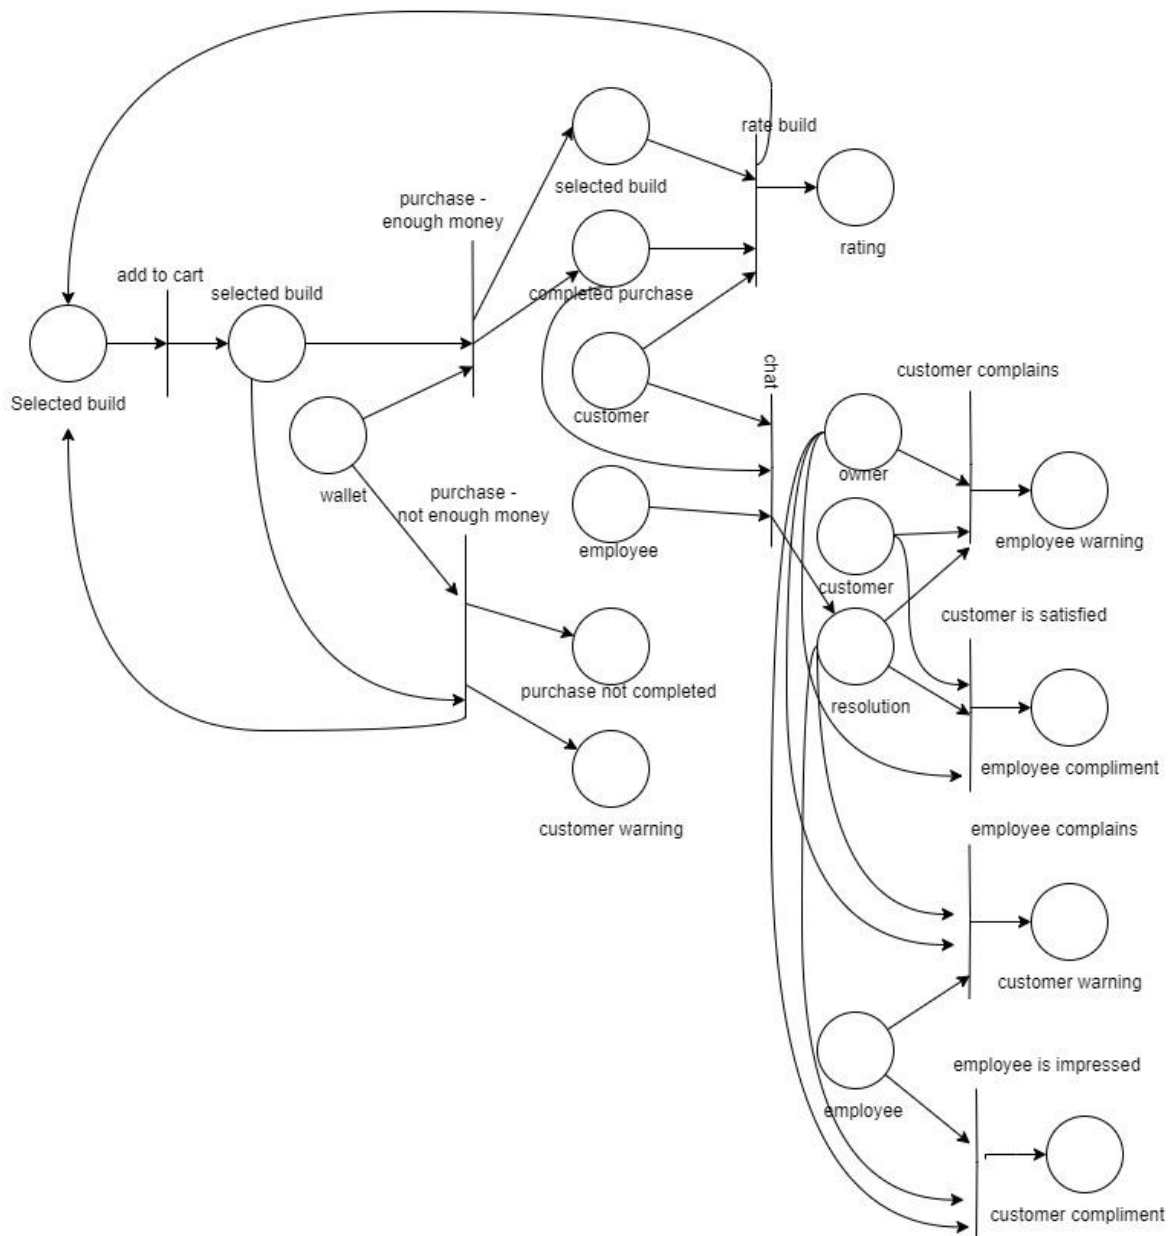 rate build
selected build
purchase -
enough money
rating
add to cart
selected build
completed purchase
chat
customer complains
Selected build
customer
owner
wallet
purchase -
not enough money
employee
employee warning
customer
customer is satisfied
purchase not completed
resolution
employee compliment
customer warning
employee complains
customer warning
employee is impressed
employee
customer compliment